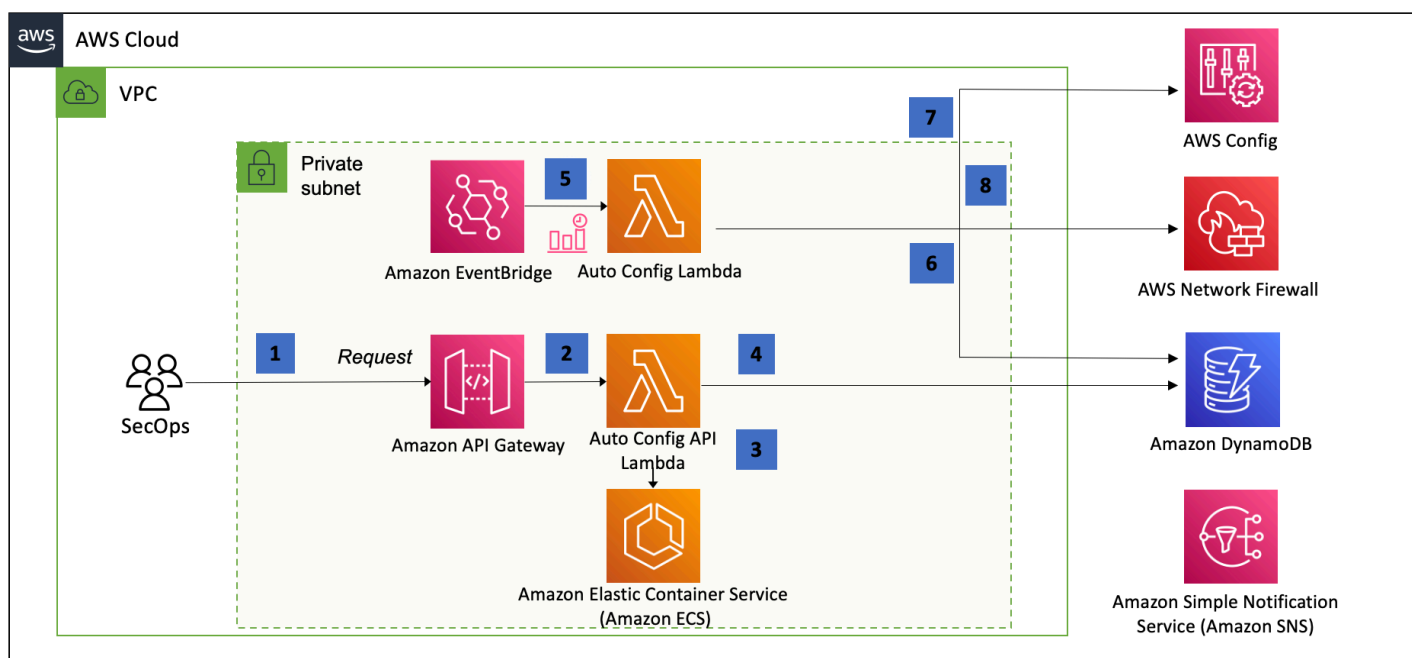 aws
AWS Cloud
VPC
Private
subnet
5
Amazon EventBridge
Auto Config Lambda
7
8
6
AWS Config
AWS Network Firewall
SecOps
1
Request
2
Amazon API Gateway
</>
Auto Config API
Lambda
4
3
Amazon DynamoDB
Amazon Elastic Container Service
(Amazon ECS)
Amazon Simple Notification
Service (Amazon SNS)